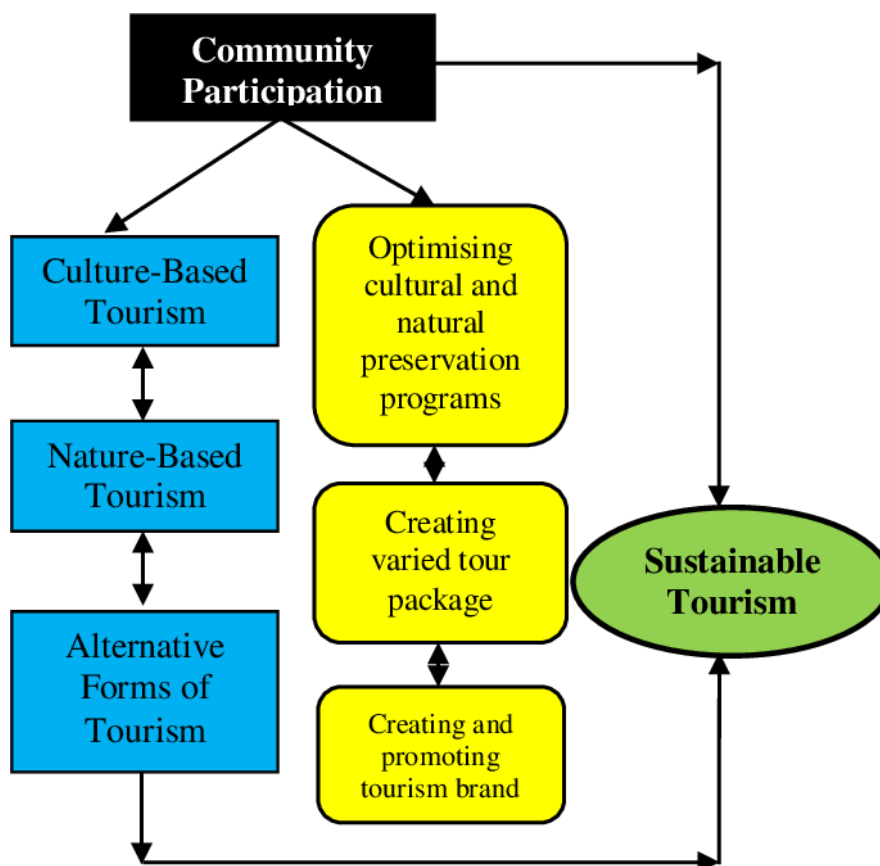 Community
Participation
Culture-Based
Tourism
Nature-Based
Tourism
Alternative
Forms of
Tourism
Optimising
cultural and
natural
preservation
programs
Creating
varied tour
package
Creating and
promoting
tourism brand
Sustainable
Tourism